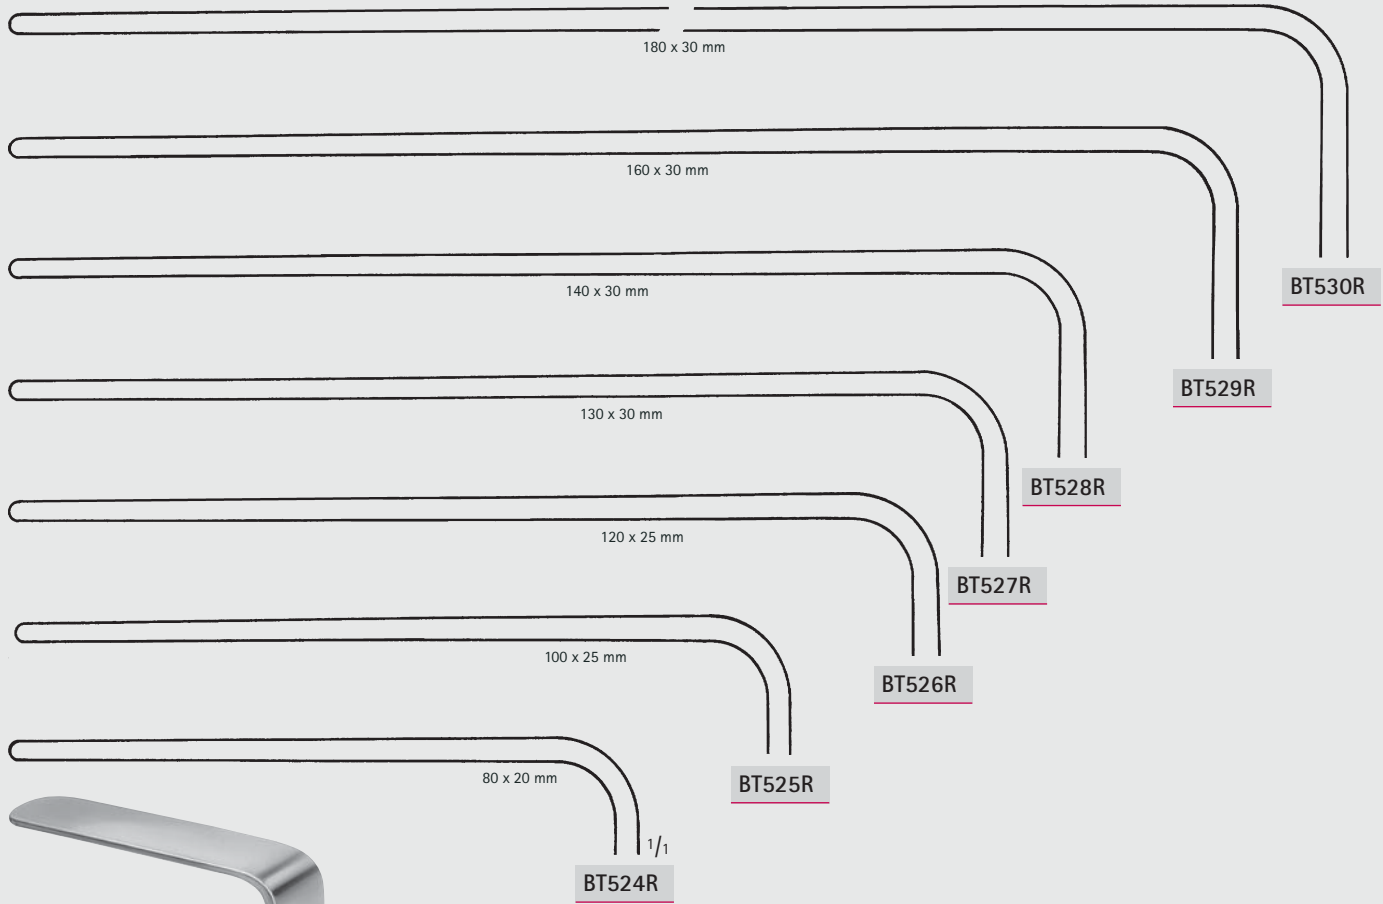 180 x 30 mm
160 x 30 mm
BT530R
140 x 30 mm
BT529R
130 x 30 mm
BT528R
120 x 25 mm
BT527R
100 x 25 mm
BT526R
80 x 20 mm
BT525R
1/1
BT524R